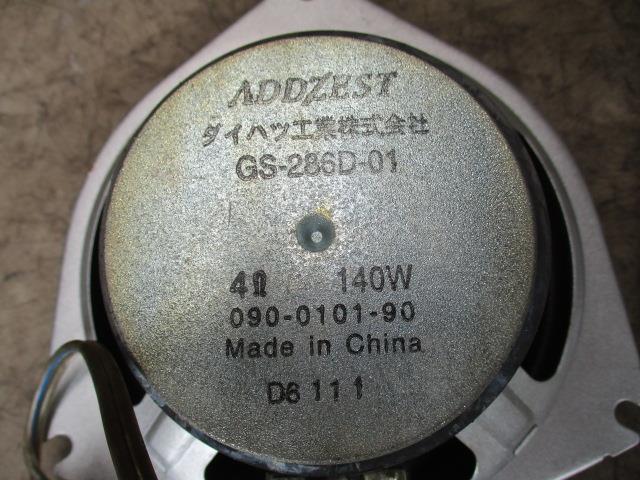 ADDZEST
ダイハツ工業株式会社
GS-286D-01
4Ω 140W
090-0101-90
Made in China
D6 11 1